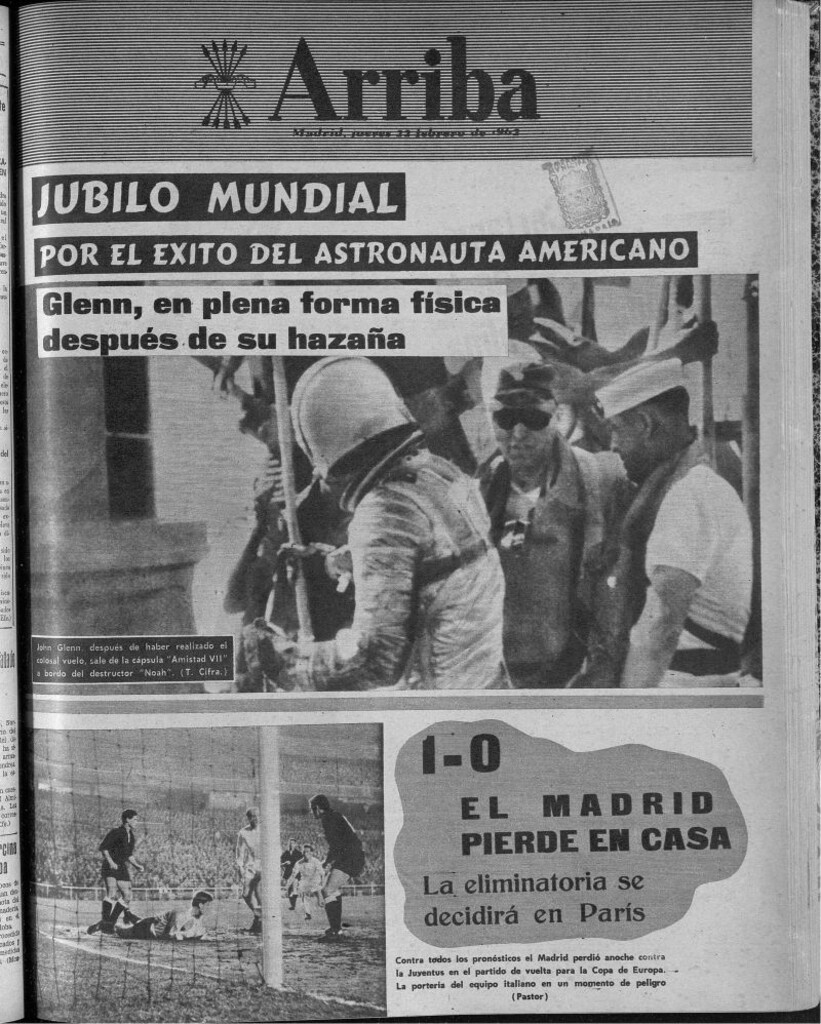 Arriba
Madrid, jueves 22 febrero de 1962
JUBILO MUNDIAL
POR EL EXITO DEL ASTRONAUTA AMERICANO
Glenn, en plena forma física
después de su hazaña
John Glenn, después de haber realizado el
colosal vuelo, sale de la cápsula "Amistad VII"
a bordo del destructor "Noah". (T. Cifra.)
1-0
EL MADRID
PIERDE EN CASA
La eliminatoria se
decidirá en París
Contra todos los pronósticos el Madrid perdió anoche contra
la Juventus en el partido de vuelta para la Copa de Europa.
La portería del equipo italiano en un momento de peligro
(Pastor)